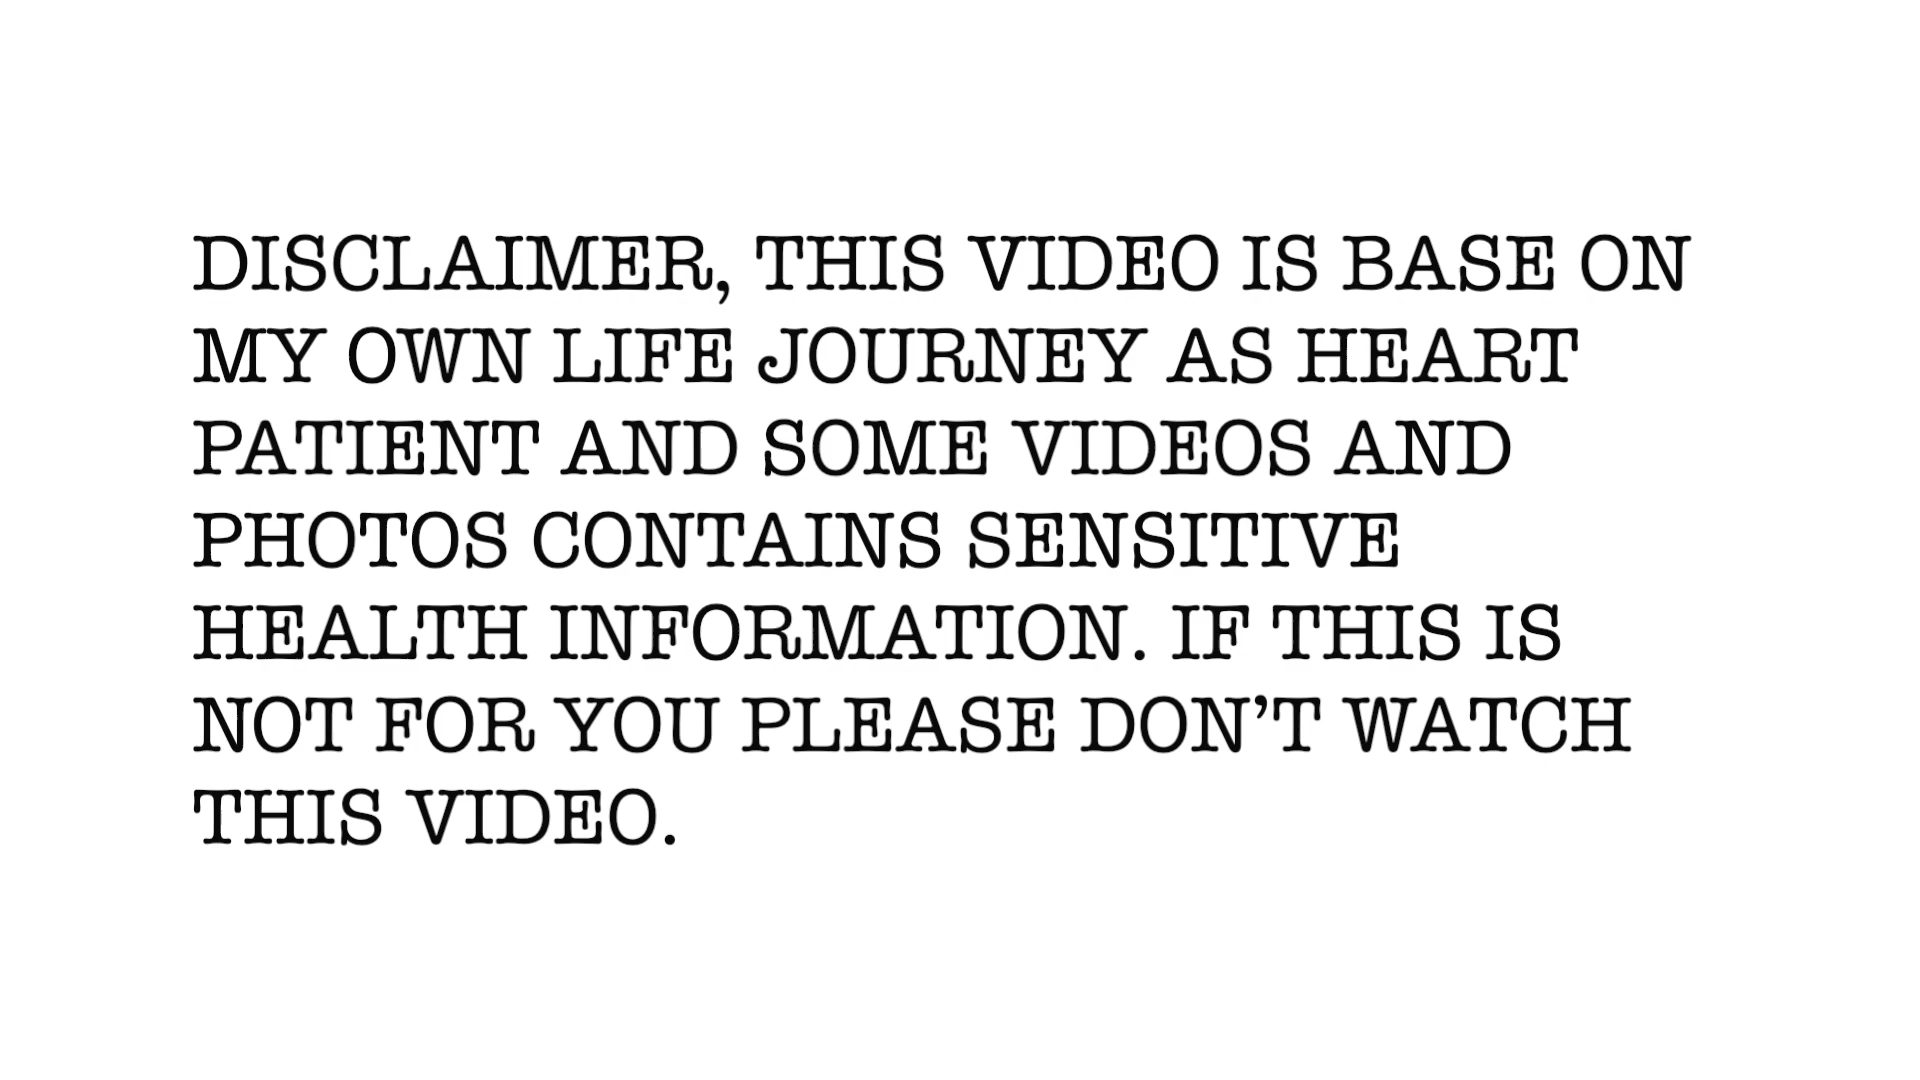 DISCLAIMER, THIS VIDEO IS BASE ON
MY OWN LIFE JOURNEY AS HEART
PATIENT AND SOME VIDEOS AND
PHOTOS CONTAINS SENSITIVE
HEALTH INFORMATION. IF THIS IS
NOT FOR YOU PLEASE DON’T WATCH
THIS VIDEO.